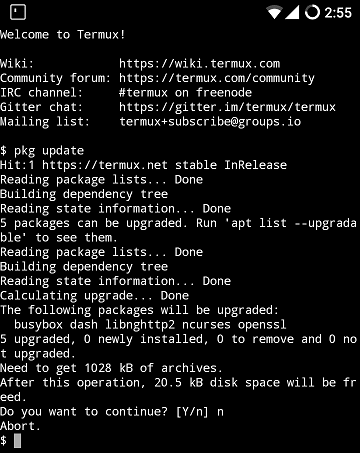 2:55
Welcome to Termux!
Wiki: https://wiki.termux.com
Community forum: https://termux.com/community
IRC channel: #termux on freenode
Gitter chat: https://gitter.im/termux/termux
Mailing list: termux+subscribe@groups.io
$ pkg update
Hit:1 https://termux.net stable InRelease
Reading package lists... Done
Building dependency tree
Reading state information... Done
5 packages can be upgraded. Run 'apt list --upgrada
ble' to see them.
Reading package lists... Done
Building dependency tree
Reading state information... Done
Calculating upgrade... Done
The following packages will be upgraded:
busybox dash libnghttp2 ncurses openssl
5 upgraded, 0 newly installed, 0 to remove and 0 no
t upgraded.
Need to get 1028 kB of archives.
After this operation, 20.5 kB disk space will be fr
eed.
Do you want to continue? [Y/n] n
Abort.
$